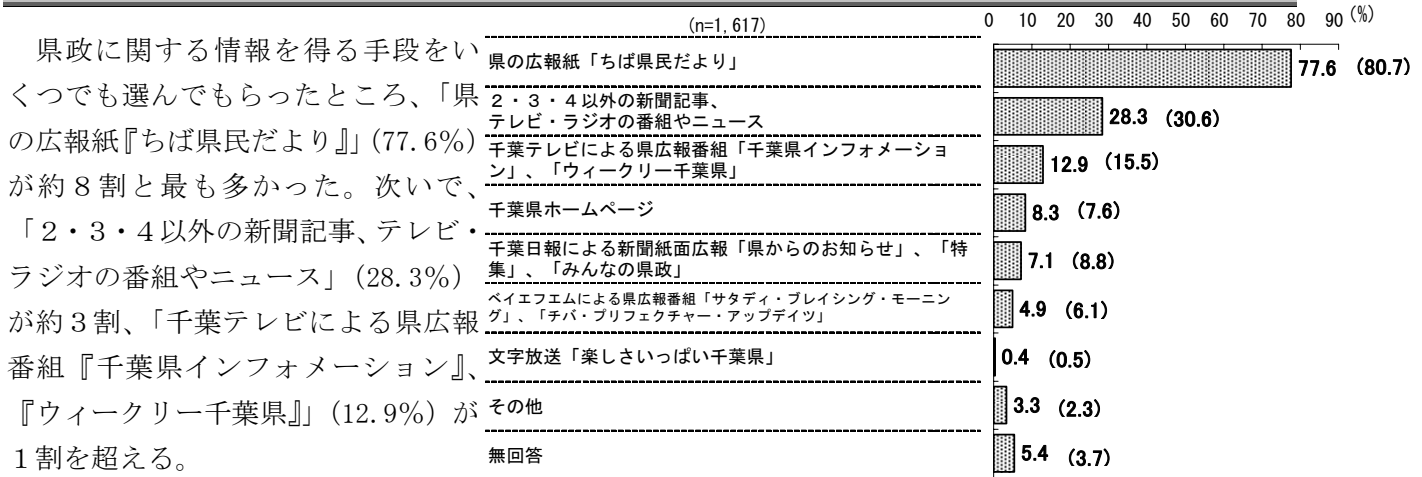 県政に関する情報を得る手段をい
くつでも選んでもらったところ、「県
の広報紙『ちば県民だより』」(77.6%)
が約8割と最も多かった。次いで、
「2・3・4以外の新聞記事、テレビ・
ラジオの番組やニュース」(28.3%)
が約3割、「千葉テレビによる県広報
番組『千葉県インフォメーション』、
『ウィークリー千葉県』」(12.9%)が
1割を超える。
(n=1,617)
0 10 20 30 40 50 60 70 80 90 (%)
県の広報紙「ちば県民だより」
77.6 (80.7)
2・3・4以外の新聞記事、
テレビ・ラジオの番組やニュース
28.3 (30.6)
千葉テレビによる県広報番組「千葉県インフォメーショ
ン」、「ウィークリー千葉県」
12.9 (15.5)
千葉県ホームページ
8.3 (7.6)
千葉日報による新聞紙面広報「県からのお知らせ」、「特
集」、「みんなの県政」
7.1 (8.8)
ベイエフエムによる県広報番組「サタディ・ブレイシング・モーニン
グ」、「チバ・プリフェクチャー・アップデイツ」
4.9 (6.1)
文字放送「楽しさいっぱい千葉県」
0.4 (0.5)
その他
3.3 (2.3)
無回答
5.4 (3.7)